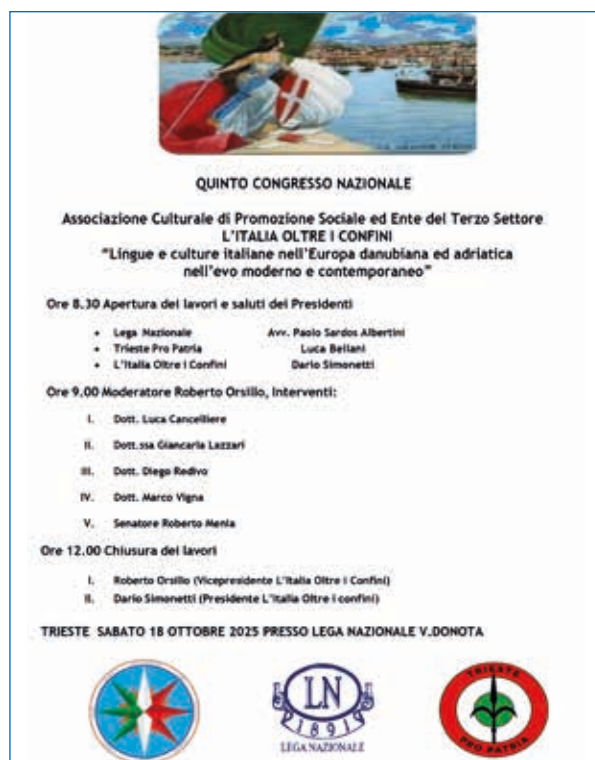 QUINTO CONGRESSO NAZIONALE
Associazione Culturale di Promozione Sociale ed Ente del Terzo Settore
L'ITALIA OLTRE I CONFINI
"Lingue e culture italiane nell'Europa danubiana ed adriatica
nell'evo moderno e contemporaneo"
Ore 8.30 Apertura dei lavori e saluti dei Presidenti
• Lega Nazionale Avv. Paolo Sardos Albertini
• Trieste Pro Patria Luca Bellani
• L'Italia Oltre i Confini Dario Simonetti
Ore 9.00 Moderatore Roberto Orsillo, Interventi:
I. Dott. Luca Cancelliere
II. Dott.ssa Giancarla Lazzari
III. Dott. Diego Redivo
IV. Dott. Marco Vigna
V. Senatore Roberto Menia
Ore 12.00 Chiusura dei lavori
I. Roberto Orsillo (Vicepresidente L'Italia Oltre i Confini)
II. Dario Simonetti (Presidente L'Italia Oltre i confini)
TRIESTE SABATO 18 OTTOBRE 2025 PRESSO LEGA NAZIONALE V.DONOTA
LN
1891
LEGA NAZIONALE
TRIESTE
PRO PATRIA